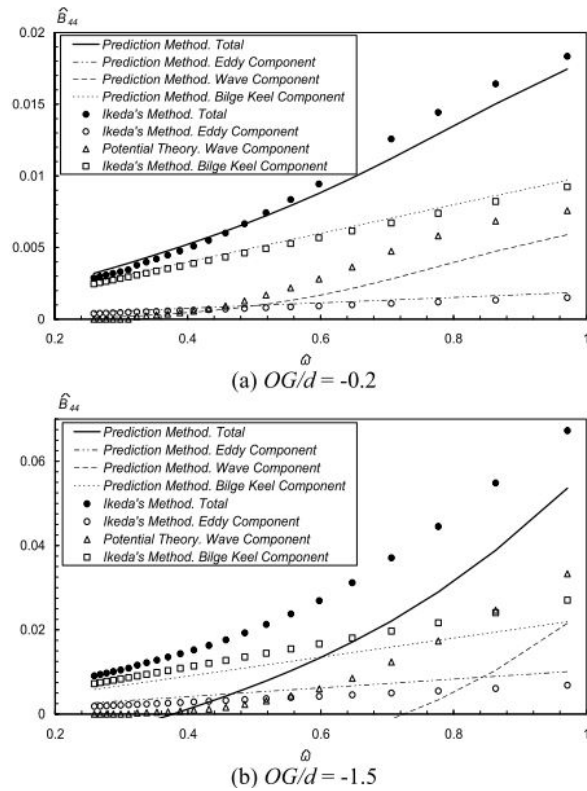 B̂₄₄
0.02
Prediction Method. Total
Prediction Method. Eddy Component
Prediction Method. Wave Component
Prediction Method. Bilge Keel Component
Ikeda's Method. Total
Ikeda's Method. Eddy Component
Potential Theory. Wave Component
Ikeda's Method. Bilge Keel Component
0.015
0.01
0.005
0
0.2 0.4 0.6 0.8 1
ω̂
(a) OG/d = -0.2
B̂₄₄
Prediction Method. Total
Prediction Method. Eddy Component
Prediction Method. Wave Component
Prediction Method. Bilge Keel Component
Ikeda's Method. Total
Ikeda's Method. Eddy Component
Potential Theory. Wave Component
Ikeda's Method. Bilge Keel Component
0.06
0.04
0.02
0
0.2 0.4 0.6 0.8 1
ω̂
(b) OG/d = -1.5